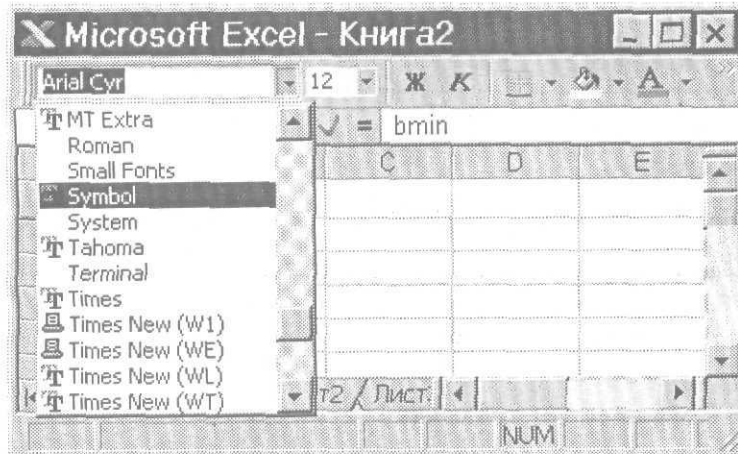 Microsoft Excel - Книга2
Arial Cyr 12 Ж К А
MT Extra = bmin
Roman C D E
Small Fonts
Symbol
System
Tahoma
Terminal
Times
Times New (W1)
Times New (WE)
Times New (WL)
Times New (WT) т2 / Лист
NUM